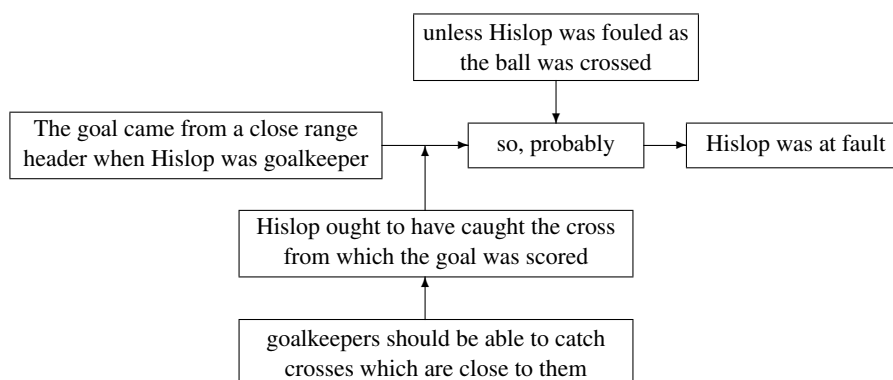 unless Hislop was fouled as
the ball was crossed
The goal came from a close range
header when Hislop was goalkeeper
so, probably
Hislop was at fault
Hislop ought to have caught the cross
from which the goal was scored
goalkeepers should be able to catch
crosses which are close to them